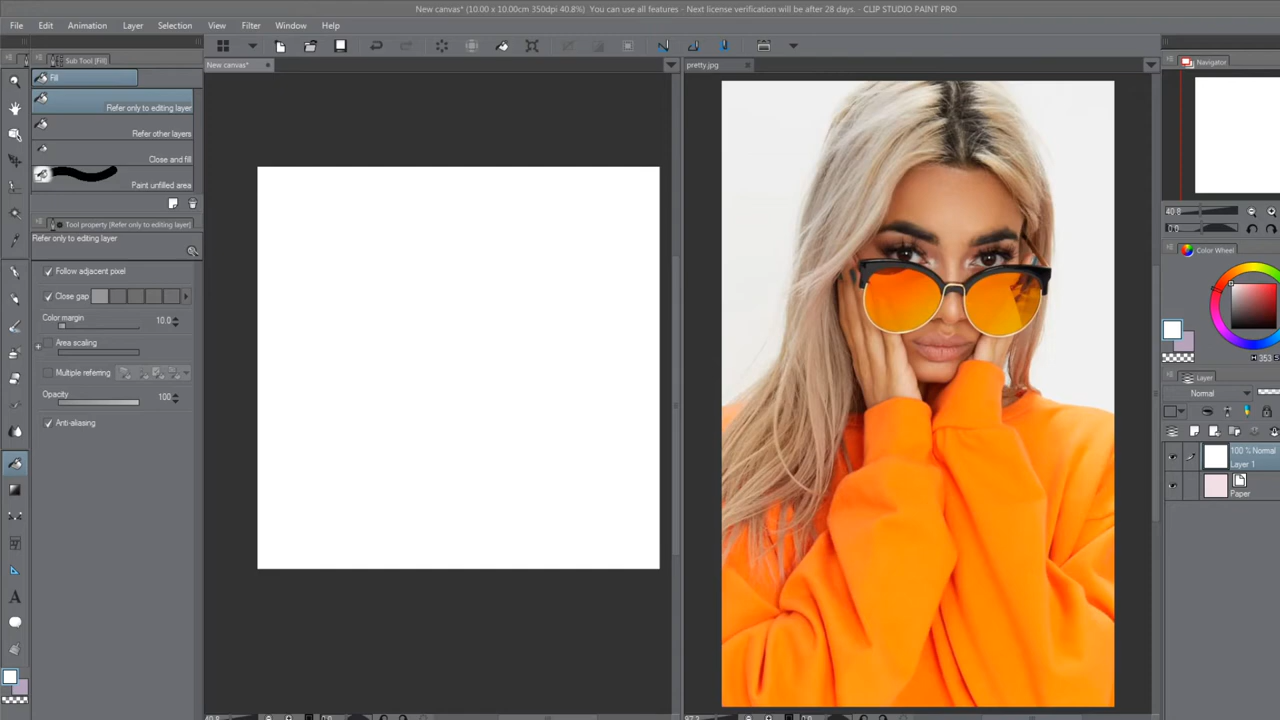 New canvas* (10.00 x 10.00cm 350dpi 40.8%)  You can use all features - Next license verification will be after 28 days. - CLIP STUDIO PAINT PRO
File Edit Animation Layer Selection View Filter Window Help
Sub Tool [Fill]
New canvas*
pretty.jpg
Navigator
Fill
Refer only to editing layer
Refer other layers
Close and fill
Paint unfilled area
Tool property [Refer only to editing layer]
Refer only to editing layer
Follow adjacent pixel
Close gap
Color margin 10.0
Area scaling
Multiple referring
Opacity 100
Anti-aliasing
40.8
0.0
Color Wheel
H 353
Layer
Normal
100 % Normal
Layer 1
Paper